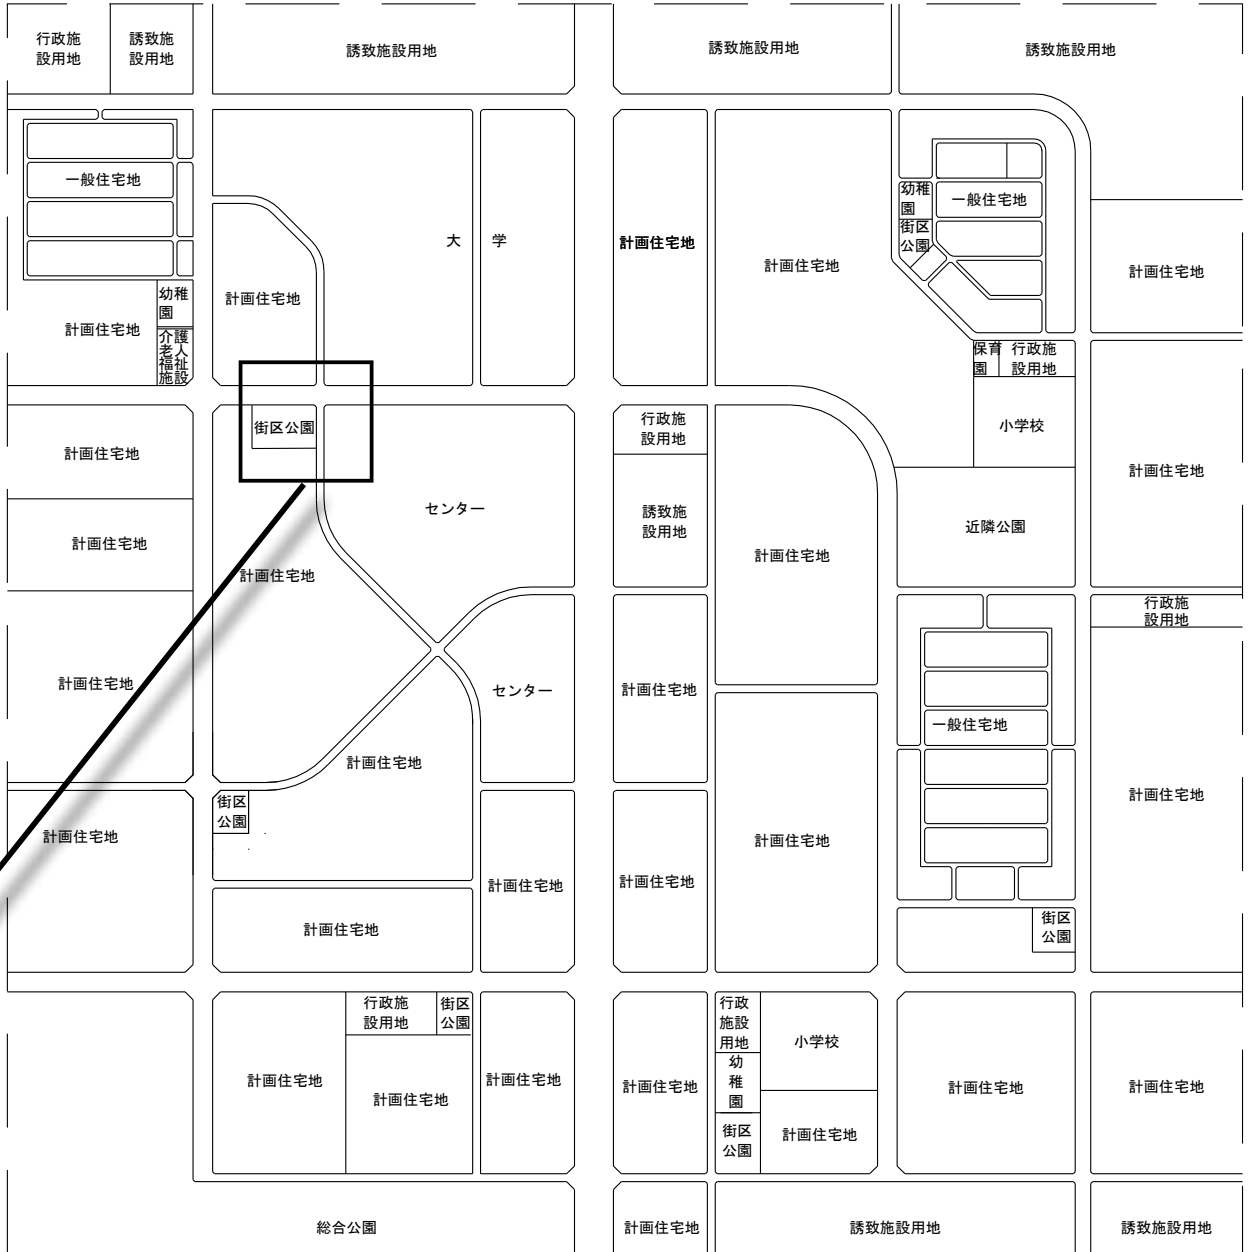 行政施
設用地
誘致施
設用地
誘致施設用地
誘致施設用地
誘致施設用地
一般住宅地
幼稚
園
街区
公園
一般住宅地
大 学
計画住宅地
計画住宅地
計画住宅地
計画住宅地
幼稚
園
計画住宅地
介護
老人
福祉
施設
保育
園
行政施
設用地
街区公園
行政施
設用地
小学校
計画住宅地
計画住宅地
センター
誘致施
設用地
近隣公園
計画住宅地
計画住宅地
計画住宅地
行政施
設用地
計画住宅地
センター
計画住宅地
一般住宅地
計画住宅地
街区
公園
計画住宅地
計画住宅地
計画住宅地
計画住宅地
計画住宅地
計画住宅地
街区
公園
行政施
設用地
街区
公園
行政
施設
用地
小学校
計画住宅地
計画住宅地
計画住宅地
計画住宅地
幼
稚
園
計画住宅地
計画住宅地
街区
公園
計画住宅地
総合公園
計画住宅地
誘致施設用地
誘致施設用地